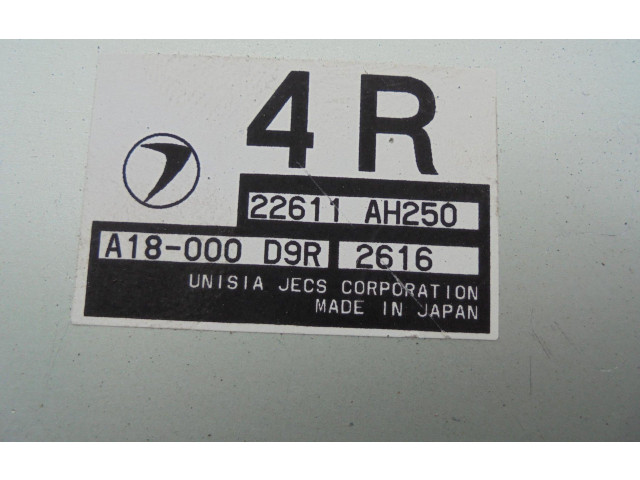 4R
22611 AH250
A18-000 D9R 2616
UNISIA JECS CORPORATION
MADE IN JAPAN